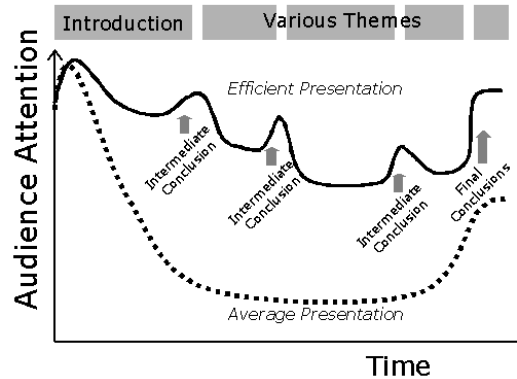 Introduction
Various Themes
Audience Attention
Efficient Presentation
Intermediate
Conclusion
Intermediate
Conclusion
Intermediate
Conclusion
Final
Conclusions
Average Presentation
Time